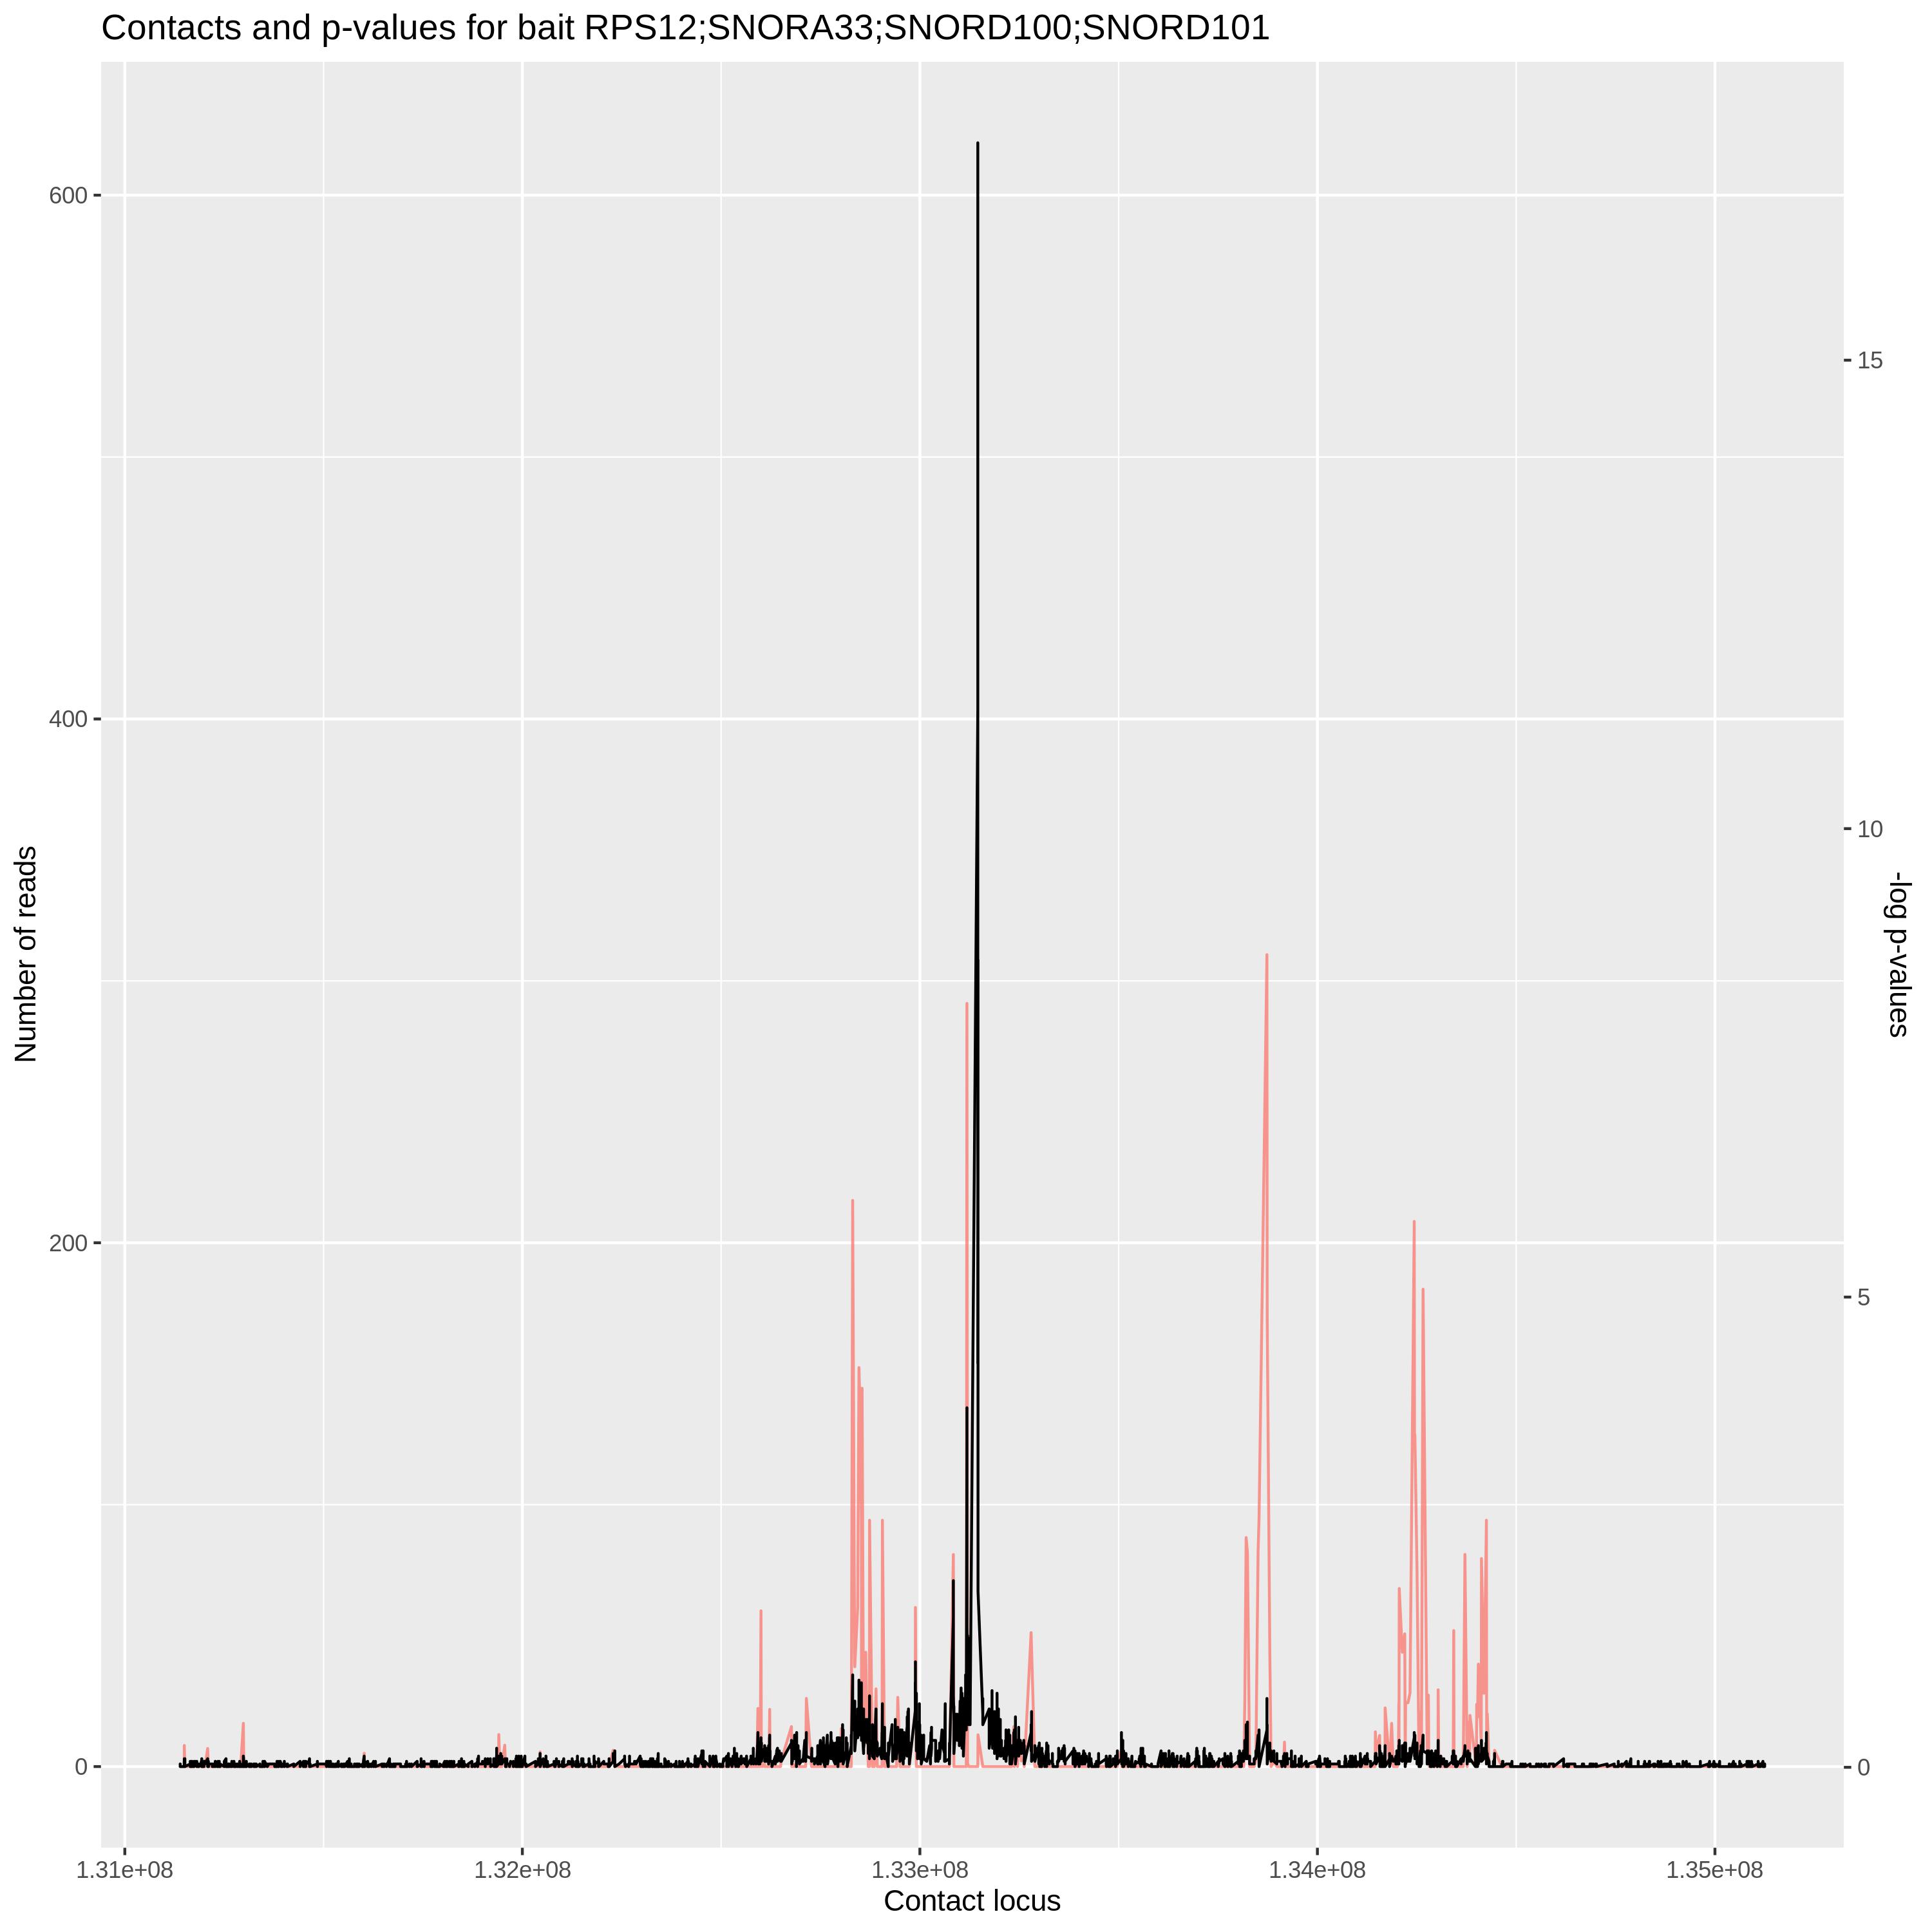 Contacts and p-values for bait RPS12;SNORA33;SNORD100;SNORD101
600
400
200
0
15
10
5
0
Number of reads
-log p-values
1.31e+08
1.32e+08
1.33e+08
1.34e+08
1.35e+08
Contact locus